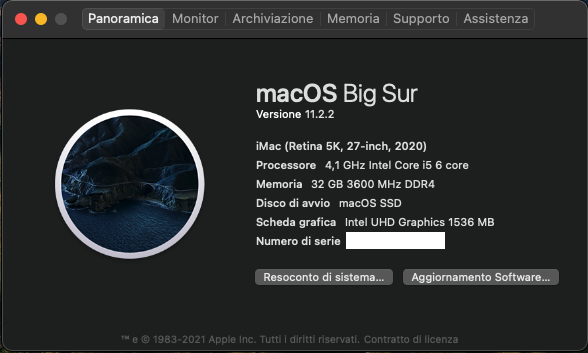 Panoramica Monitor Archiviazione Memoria Supporto Assistenza
macOS Big Sur
Versione 11.2.2
iMac (Retina 5K, 27-inch, 2020)
Processore 4,1 GHz Intel Core i5 6 core
Memoria 32 GB 3600 MHz DDR4
Disco di avvio macOS SSD
Scheda grafica Intel UHD Graphics 1536 MB
Numero di serie
Resoconto di sistema... Aggiornamento Software...
™ e © 1983-2021 Apple Inc. Tutti i diritti riservati. Contratto di licenza